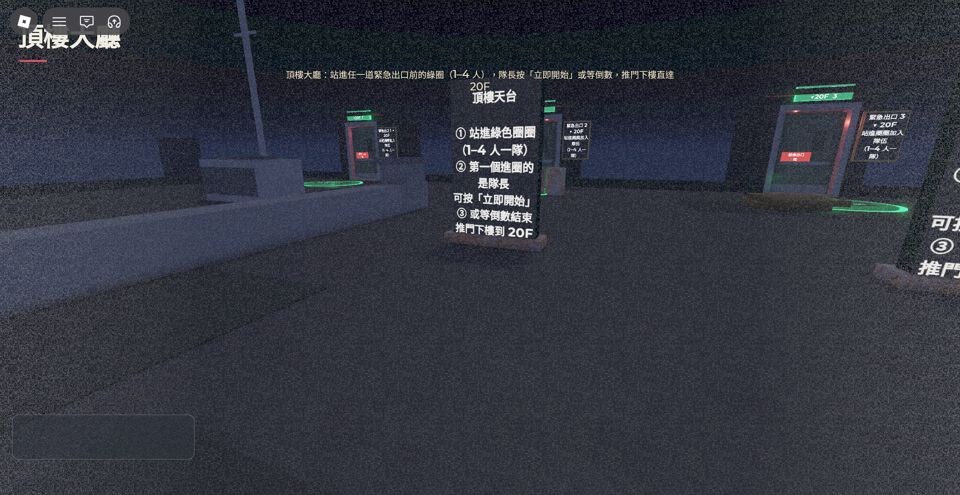 頂樓大廳
頂樓大廳：站進任一道緊急出口前的綠圈（1–4 人），隊長按「立即開始」或等倒數，推門下樓直達
20F
頂樓天台
① 站進綠色圈圈
（1–4 人一隊）
② 第一個進圈的
是隊長
可按「立即開始」
③ 或等倒數結束
推門下樓到 20F
緊急出口 2
▼ 20F
20F 3
緊急出口 3
▼ 20F
站進圈圈加入
隊伍
（1–4 人一
隊）
③
推門